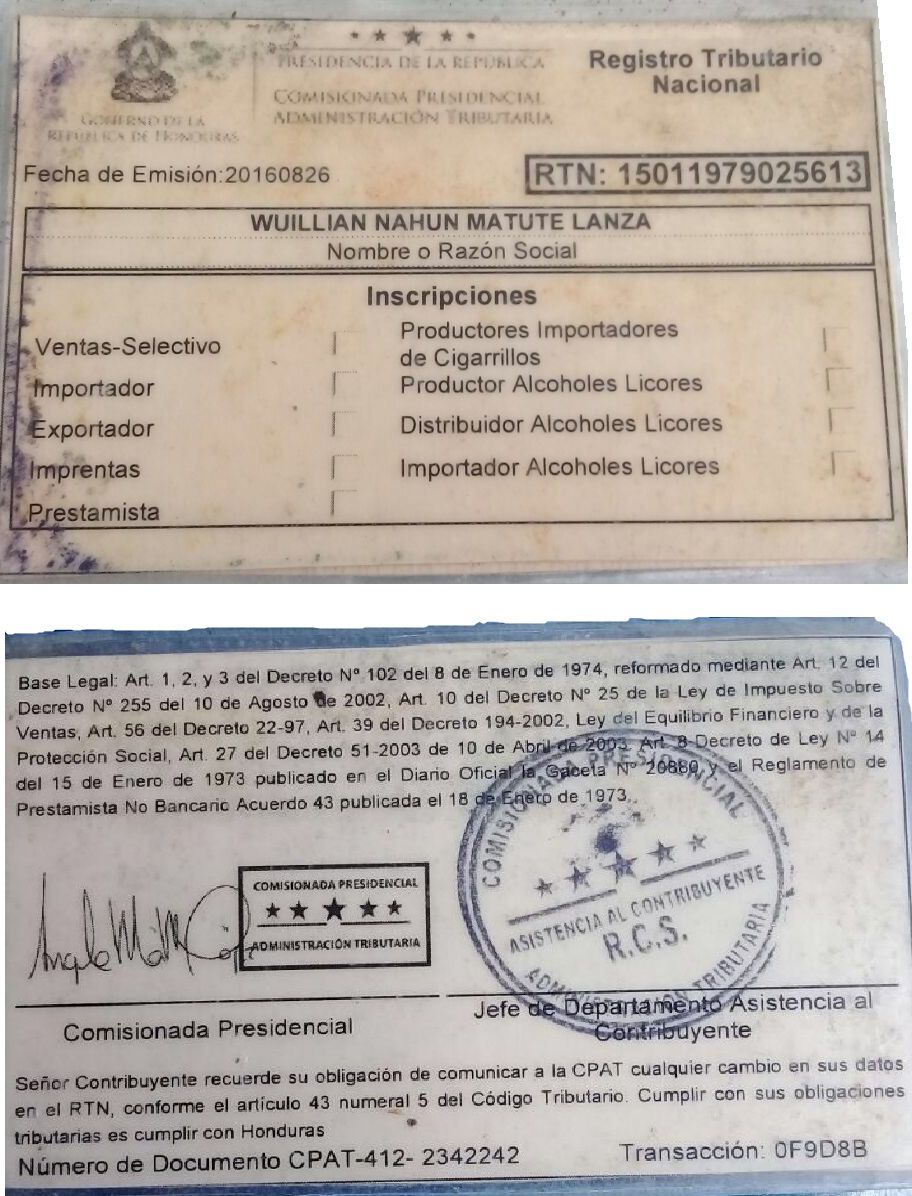 ★ ★ ★ ★ ★
PRESIDENCIA DE LA REPÚBLICA
Registro Tributario
Nacional
COMISIONADA PRESIDENCIAL
ADMINISTRACIÓN TRIBUTARIA
GOBIERNO DE LA
REPÚBLICA DE HONDURAS
Fecha de Emisión:20160826
RTN: 15011979025613
WUILLIAN NAHUN MATUTE LANZA
Nombre o Razón Social
Inscripciones
Ventas-Selectivo
Productores Importadores
de Cigarrillos
Importador
Productor Alcoholes Licores
Exportador
Distribuidor Alcoholes Licores
Imprentas
Importador Alcoholes Licores
Prestamista
Base Legal: Art. 1, 2, y 3 del Decreto Nº 102 del 8 de Enero de 1974, reformado mediante Art. 12 del
Decreto Nº 255 del 10 de Agosto de 2002, Art. 10 del Decreto Nº 25 de la Ley de Impuesto Sobre
Ventas, Art. 56 del Decreto 22-97, Art. 39 del Decreto 194-2002, Ley del Equilibrio Financiero y de la
Protección Social, Art. 27 del Decreto 51-2003 de 10 de Abril de 2003. Art. 8 Decreto de Ley Nº 14
del 15 de Enero de 1973 publicado en el Diario Oficial la Gaceta Nº 20880 y el Reglamento de
Prestamista No Bancario Acuerdo 43 publicada el 18 de Enero de 1973.
COMISIONADA PRESIDENCIAL
★ ★ ★ ★ ★
ADMINISTRACIÓN TRIBUTARIA
COMISIONADA PRESIDENCIAL
★ ★ ★ ★ ★
ASISTENCIA AL CONTRIBUYENTE
R.C.S.
ADMINISTRACIÓN TRIBUTARIA
Comisionada Presidencial
Jefe de Departamento Asistencia al
Contribuyente
Señor Contribuyente recuerde su obligación de comunicar a la CPAT cualquier cambio en sus datos
en el RTN, conforme el artículo 43 numeral 5 del Código Tributario. Cumplir con sus obligaciones
tributarias es cumplir con Honduras
Número de Documento CPAT-412- 2342242
Transacción: 0F9D8B